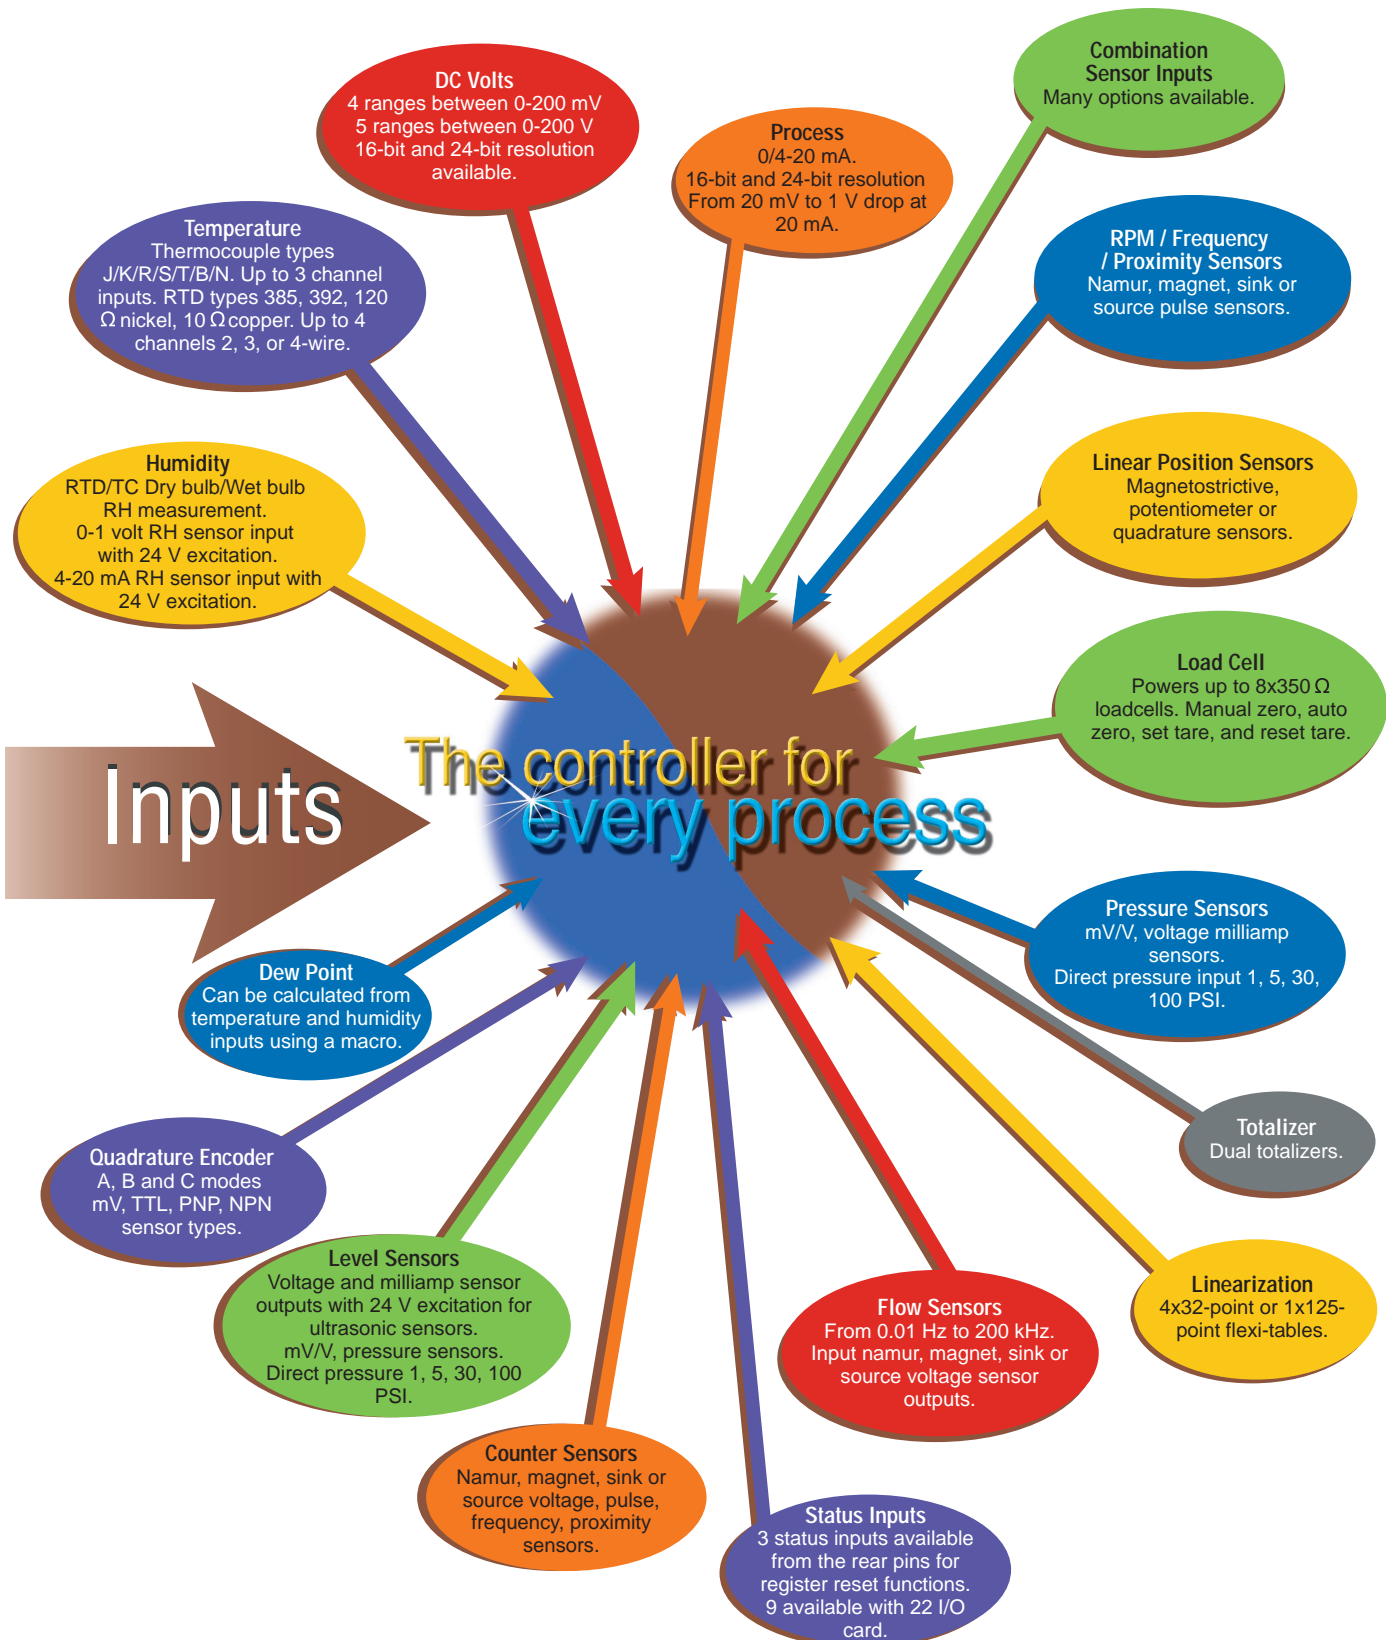 DC Volts
4 ranges between 0-200 mV
5 ranges between 0-200 V
16-bit and 24-bit resolution
available.
Process
0/4-20 mA.
16-bit and 24-bit resolution
From 20 mV to 1 V drop at
20 mA.
Combination
Sensor Inputs
Many options available.
Temperature
Thermocouple types
J/K/R/S/T/B/N. Up to 3 channel
inputs. RTD types 385, 392, 120
Ω nickel, 10 Ω copper. Up to 4
channels 2, 3, or 4-wire.
RPM / Frequency
/ Proximity Sensors
Namur, magnet, sink or
source pulse sensors.
Humidity
RTD/TC Dry bulb/Wet bulb
RH measurement.
0-1 volt RH sensor input
with 24 V excitation.
4-20 mA RH sensor input with
24 V excitation.
Linear Position Sensors
Magnetostrictive,
potentiometer or
quadrature sensors.
Load Cell
Powers up to 8x350 Ω
loadcells. Manual zero, auto
zero, set tare, and reset tare.
Inputs
The controller for
every process
Pressure Sensors
mV/V, voltage milliamp
sensors.
Direct pressure input 1, 5, 30,
100 PSI.
Dew Point
Can be calculated from
temperature and humidity
inputs using a macro.
Totalizer
Dual totalizers.
Quadrature Encoder
A, B and C modes
mV, TTL, PNP, NPN
sensor types.
Level Sensors
Voltage and milliamp sensor
outputs with 24 V excitation for
ultrasonic sensors.
mV/V, pressure sensors.
Direct pressure 1, 5, 30, 100
PSI.
Flow Sensors
From 0.01 Hz to 200 kHz.
Input namur, magnet, sink or
source voltage sensor
outputs.
Linearization
4x32-point or 1x125-
point flexi-tables.
Counter Sensors
Namur, magnet, sink or
source voltage, pulse,
frequency, proximity
sensors.
Status Inputs
3 status inputs available
from the rear pins for
register reset functions.
9 available with 22 I/O
card.